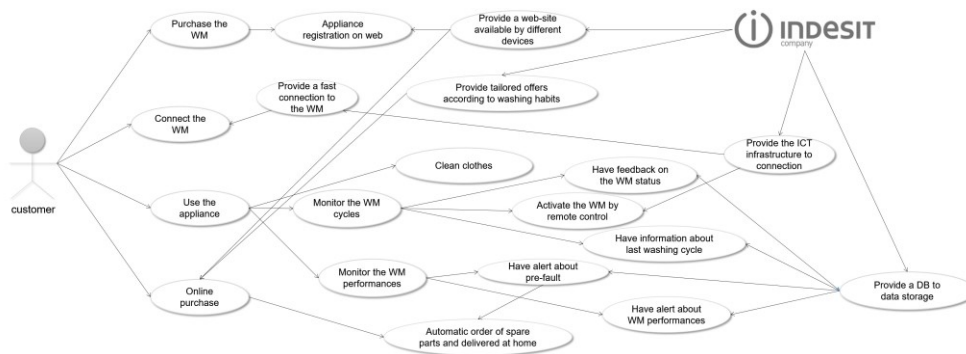 Purchase the
WM
Appliance
registration on web
Provide a web-site
available by different
devices
INDESIT
company
Provide a fast
connection to
the WM
Provide tailored offers
according to washing habits
Connect the
WM
Provide the ICT
infrastructure to
connection
Clean clothes
Have feedback on
the WM status
customer
Use the
appliance
Monitor the WM
cycles
Activate the WM by
remote control
Have information about
last washing cycle
Monitor the WM
performances
Have alert about
pre-fault
Online
purchase
Provide a DB to
data storage
Have alert about
WM performances
Automatic order of spare
parts and delivered at home